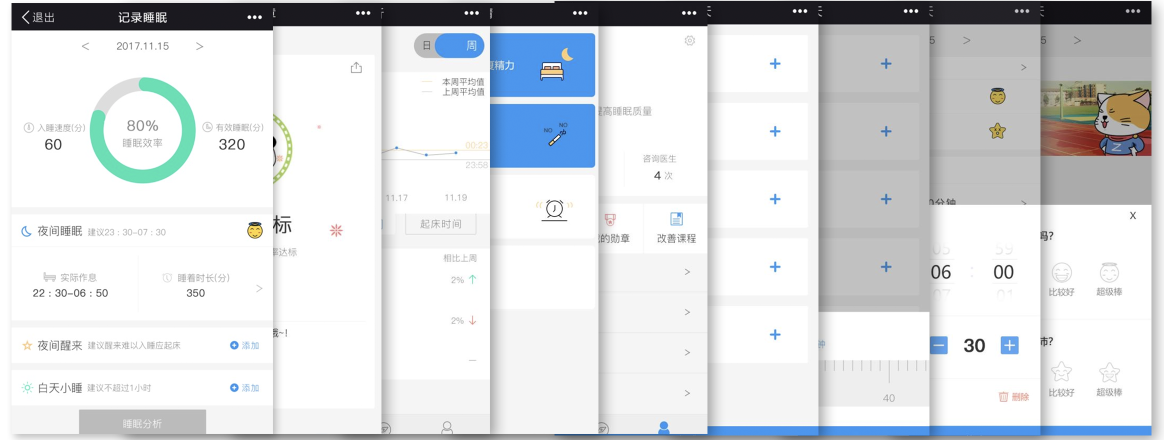 退出
记录睡眠
2017.11.15
入睡速度(分)
60
80%
睡眠效率
有效睡眠(分)
320
夜间睡眠 建议23：30-07：30
实际作息
22：30-06：50
睡着时长(分)
350
夜间醒来 建议醒来难以入睡应起床
添加
白天小睡 建议不超过1小时
添加
睡眠分析
标
率达标
~!
日
周
本周平均值
上周平均值
00:23
23:58
11.17
11.19
起床时间
相比上周
2%
2%
精力
NO
NO
高睡眠质量
咨询医生
4 次
的勋章
改善课程
40
5
0分钟
05
59
06 : 00
07
01
30
删除
5
N
X
吗?
比较好
超级棒
?
比较好
超级棒